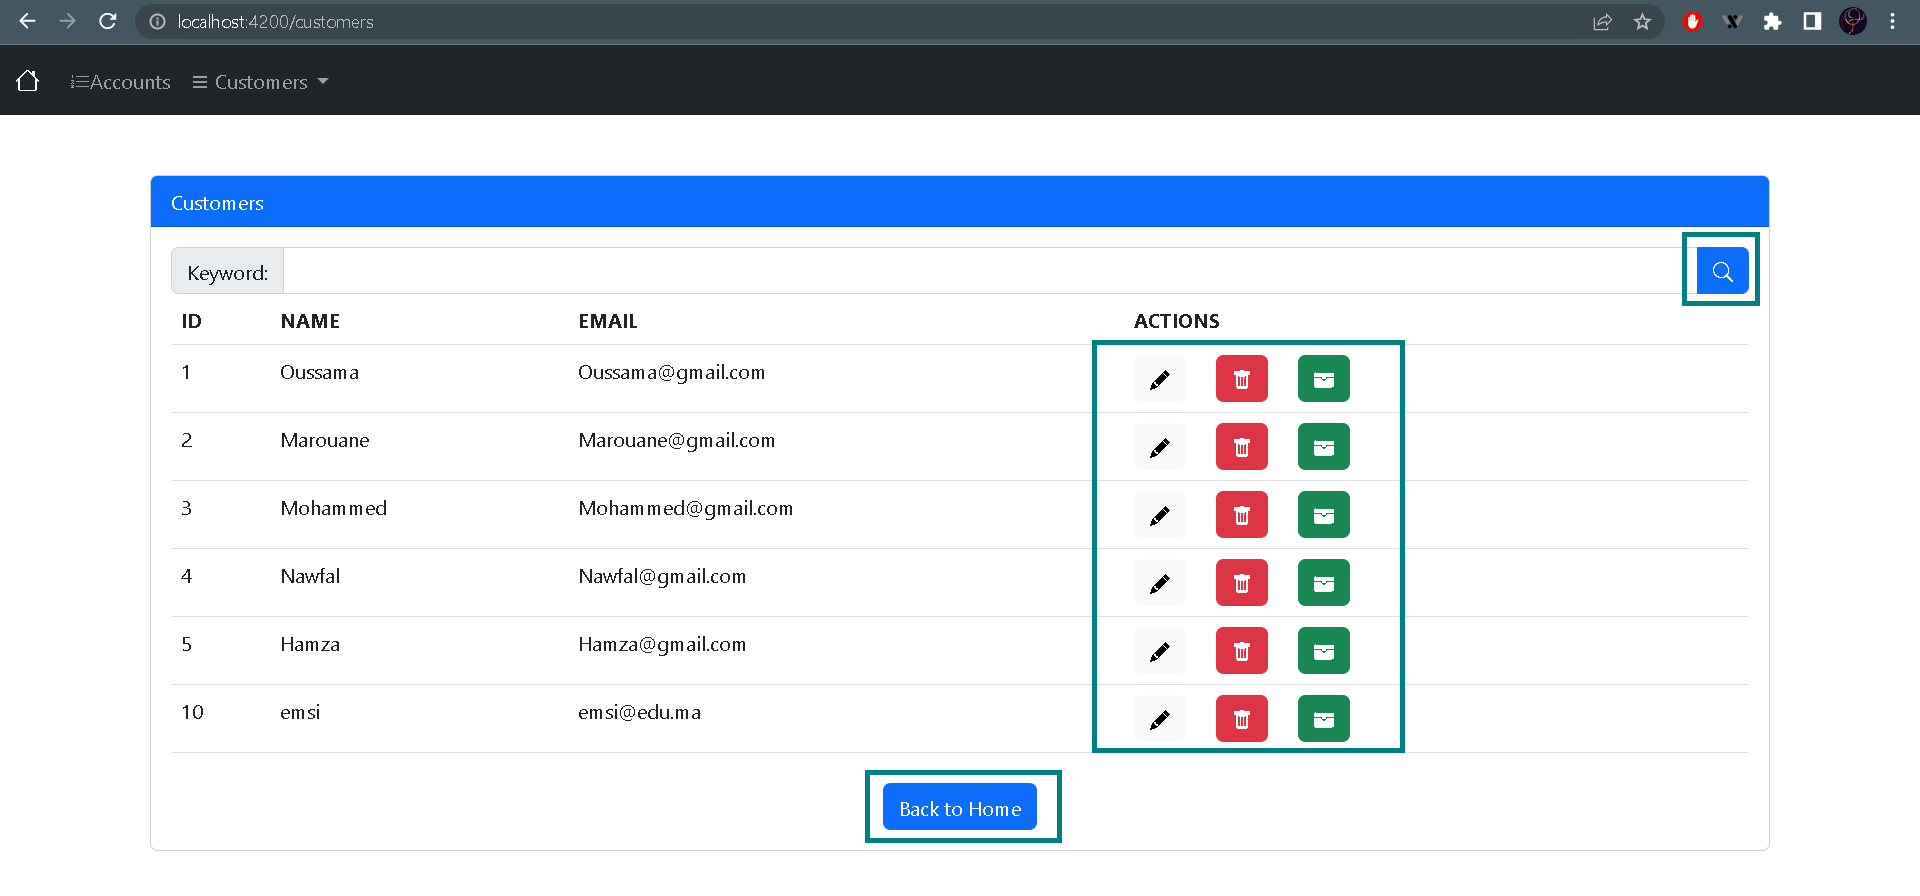 localhost:4200/customers
Accounts Customers
Customers
Keyword:
ID NAME EMAIL ACTIONS
1 Oussama Oussama@gmail.com
2 Marouane Marouane@gmail.com
3 Mohammed Mohammed@gmail.com
4 Nawfal Nawfal@gmail.com
5 Hamza Hamza@gmail.com
10 emsi emsi@edu.ma
Back to Home